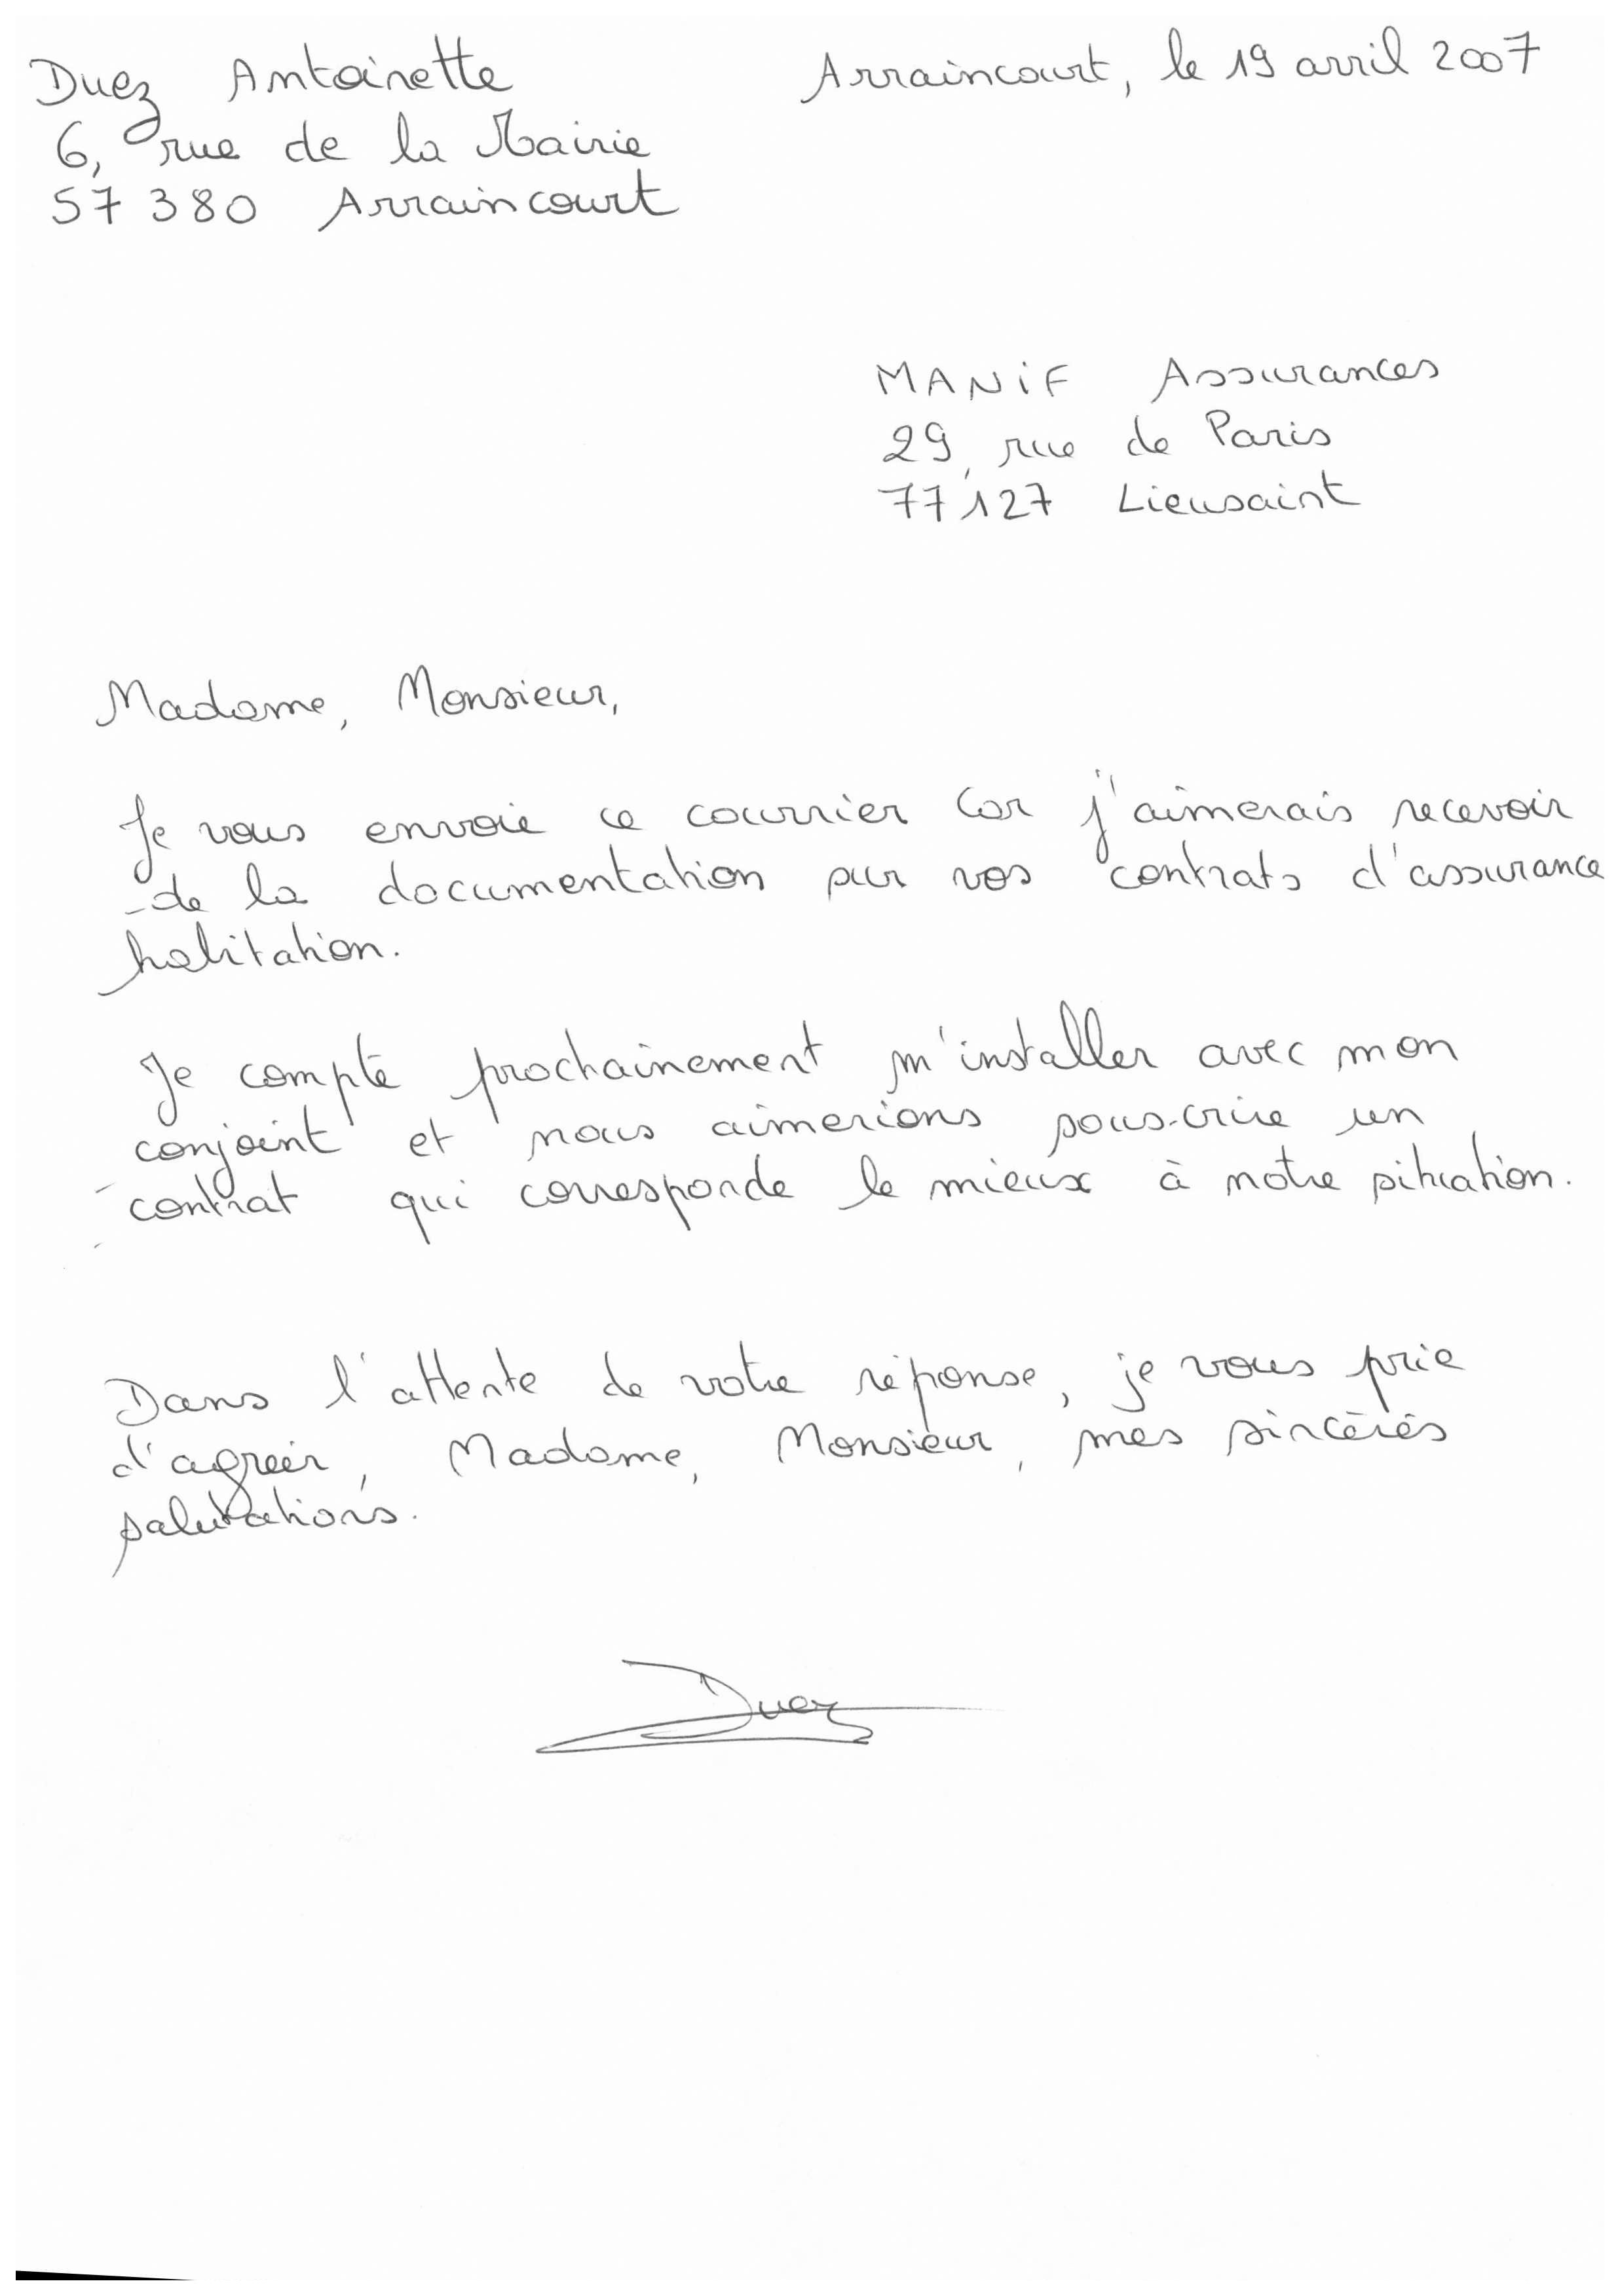 Duez Antoinette
6, rue de la Mairie
57 380 Arraincourt
Arraincourt, le 19 avril 2007
MANiF Assurances
29, rue de Paris
77 127 Lieusaint
Madame, Monsieur,
Je vous envoie ce courrier car j'aimerais recevoir
de la documentation sur vos contrats d'assurance
habitation.
Je compte prochainement m'installer avec mon
conjoint et nous aimerions souscrire un
contrat qui corresponde le mieux à notre situation.
Dans l'attente de votre réponse, je vous prie
d'agréer, Madame, Monsieur, mes sincères
salutations.
Duez